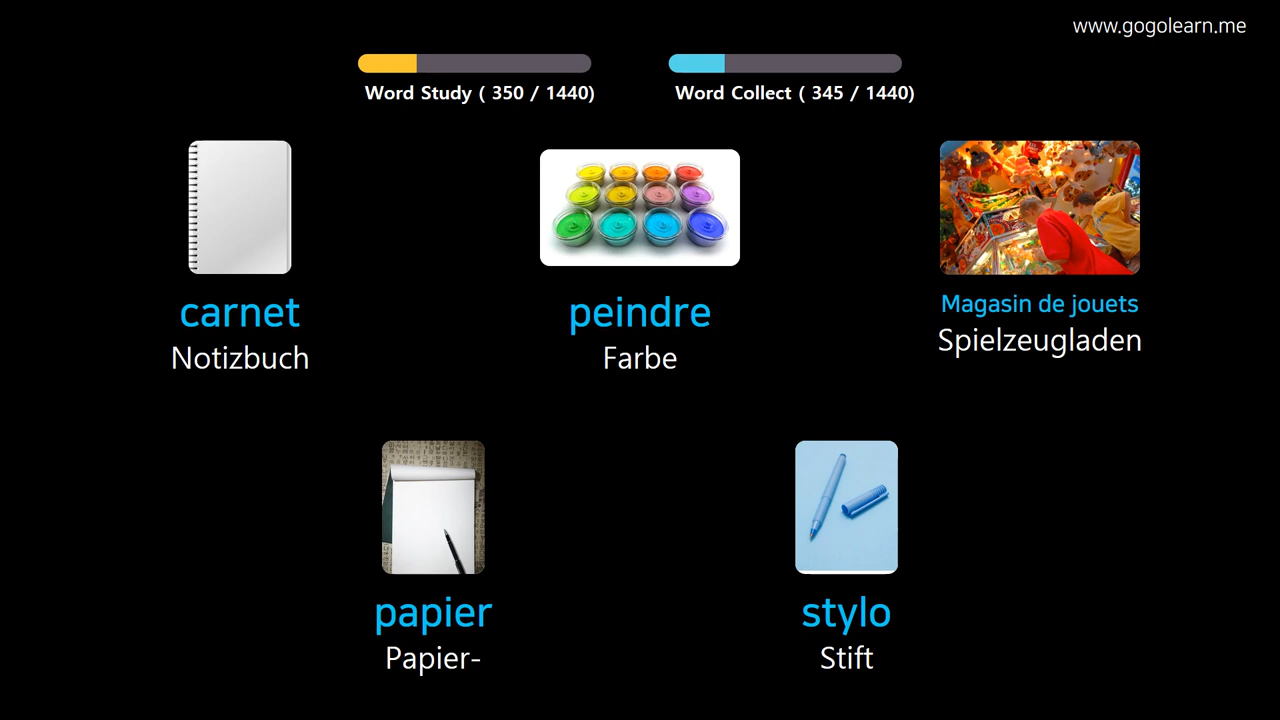 www.gogolearn.me
Word Study ( 350 / 1440)
Word Collect ( 345 / 1440)
carnet
Notizbuch
peindre
Farbe
Magasin de jouets
Spielzeugladen
papier
Papier-
stylo
Stift